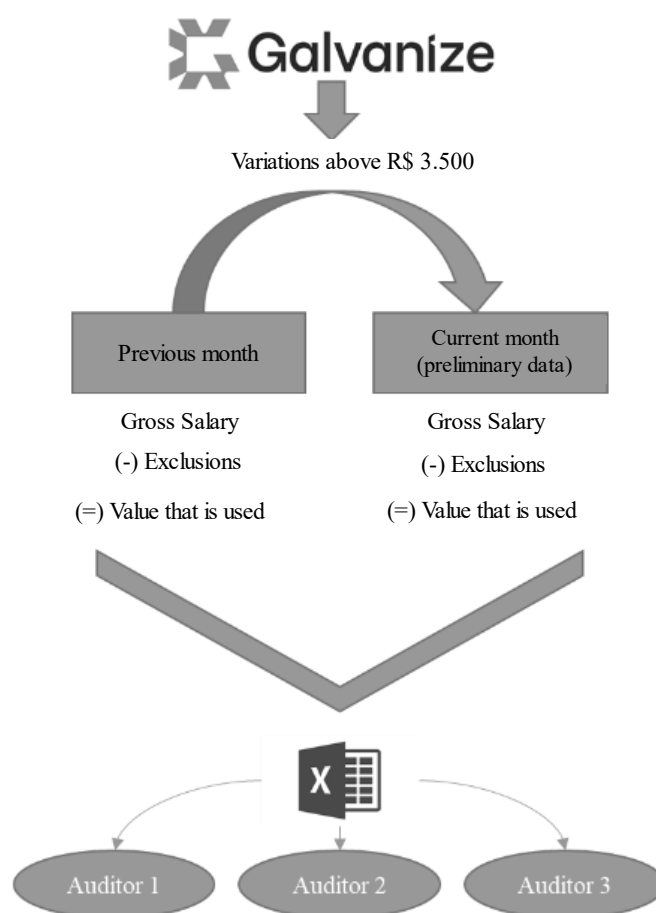 Galvanize
Variations above R$ 3.500
Previous month
Current month
(preliminary data)
Gross Salary
(-) Exclusions
(=) Value that is used
Gross Salary
(-) Exclusions
(=) Value that is used
X
Auditor 1
Auditor 2
Auditor 3